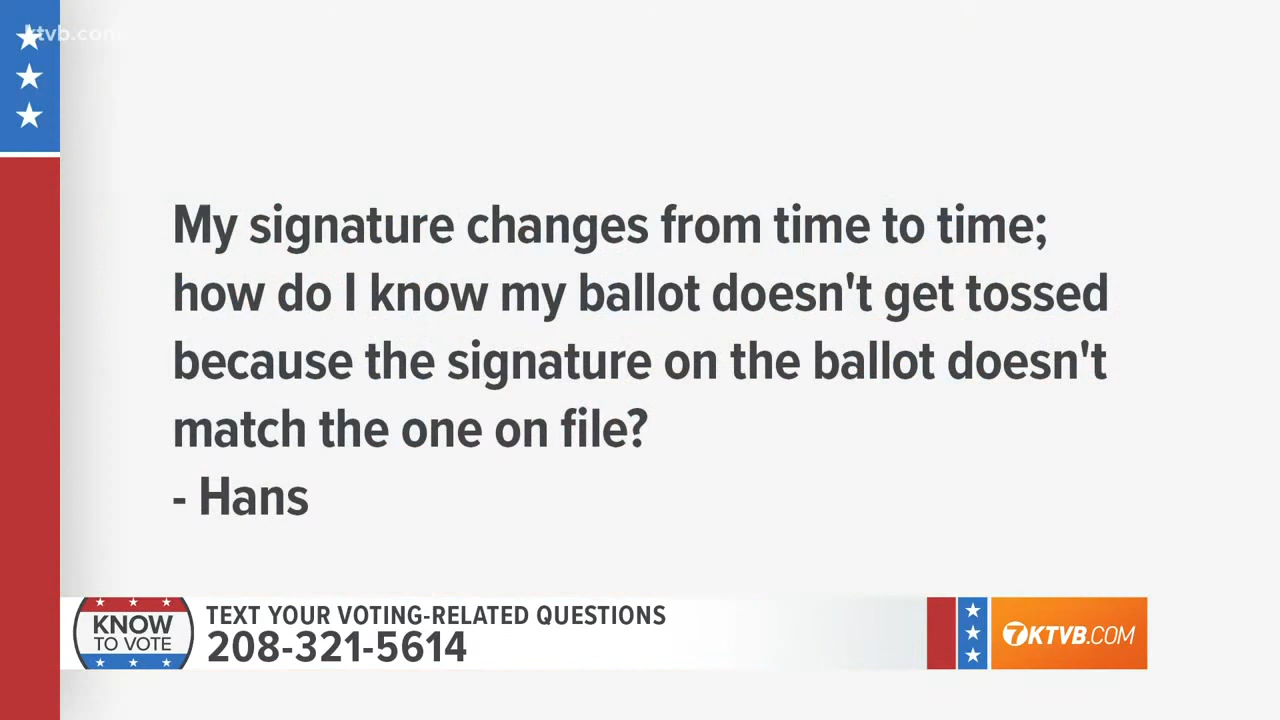 ktvb.com
My signature changes from time to time;
how do I know my ballot doesn't get tossed
because the signature on the ballot doesn't
match the one on file?
- Hans
KNOW
TO VOTE
TEXT YOUR VOTING-RELATED QUESTIONS
208-321-5614
7KTVB.COM